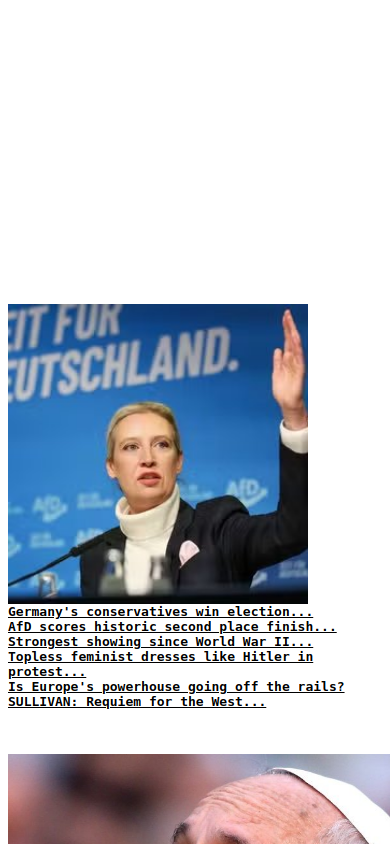 EIT FÜR
EUTSCHLAND.
AfD
AfD
AfD
Germany's conservatives win election...
AfD scores historic second place finish...
Strongest showing since World War II...
Topless feminist dresses like Hitler in
protest...
Is Europe's powerhouse going off the rails?
SULLIVAN: Requiem for the West...